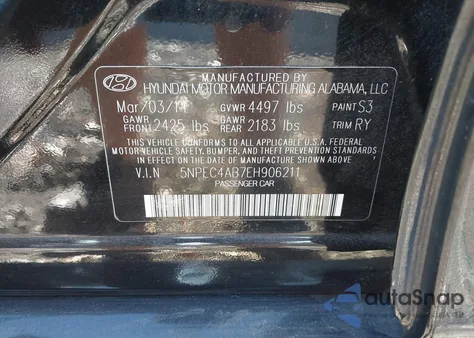 MANUFACTURED BY
HYUNDAI MOTOR MANUFACTURING ALABAMA, LLC
Mar/03/14 GVWR 4497 lbs PAINT S3
GAWR FRONT 2425 lbs GAWR REAR 2183 lbs TRIM RY
THIS VEHICLE CONFORMS TO ALL APPLICABLE U.S. FEDERAL
MOTOR VEHICLE SAFETY, BUMPER, AND THEFT PREVENTION STANDARDS
IN EFFECT ON THE DATE OF MANUFACTURE SHOWN ABOVE.
V.I.N 5NPEC4AB7EH906211
PASSENGER CAR
autoSnap